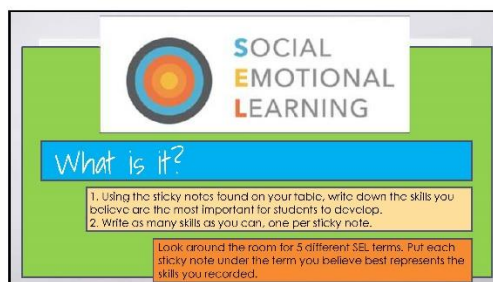 SOCIAL
EMOTIONAL
LEARNING
What is it?
1. Using the sticky notes found on your table, write down the skills you
believe are the most important for students to develop.
2. Write as many skills as you can, one per sticky note.
Look around the room for 5 different SEL terms. Put each
sticky note under the term you believe best represents the
skills you recorded.